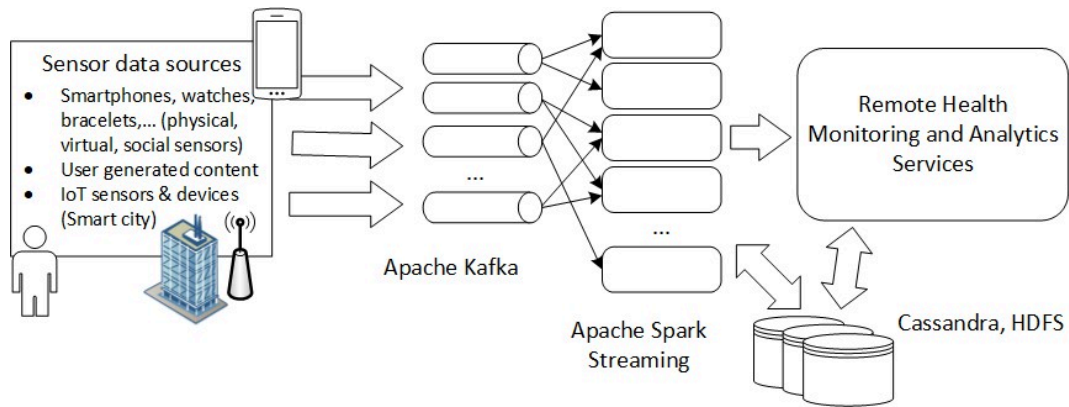 Sensor data sources
• Smartphones, watches,
bracelets,... (physical,
virtual, social sensors)
• User generated content
• IoT sensors & devices
(Smart city)
...
Apache Kafka
...
Apache Spark
Streaming
Remote Health
Monitoring and Analytics
Services
Cassandra, HDFS